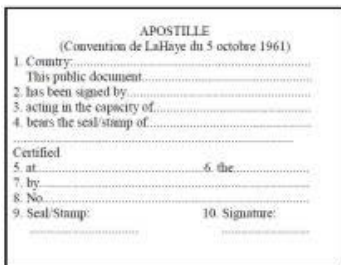 APOSTILLE
(Convention de LaHaye du 5 octobre 1961)
1. Country:
This public document
2. has been signed by
3. acting in the capacity of
4. bears the seal/stamp of
Certified
5. at 6. the
7. by
8. No
9. Seal/Stamp: 10. Signature: